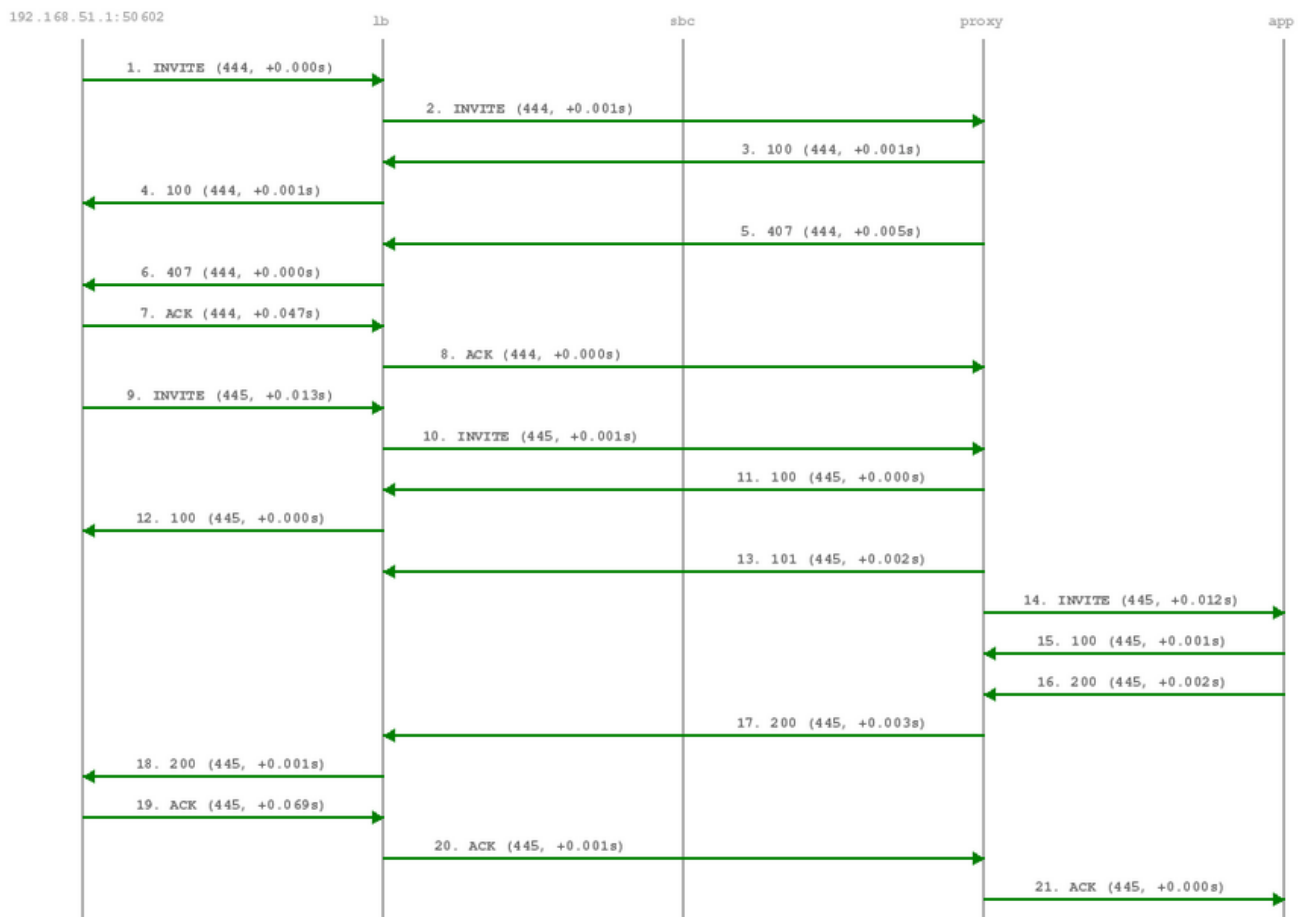 192.168.51.1:50602 lb sbc proxy app
1. INVITE (444, +0.000s)
2. INVITE (444, +0.001s)
3. 100 (444, +0.001s)
4. 100 (444, +0.001s)
5. 407 (444, +0.005s)
6. 407 (444, +0.000s)
7. ACK (444, +0.047s)
8. ACK (444, +0.000s)
9. INVITE (445, +0.013s)
10. INVITE (445, +0.001s)
11. 100 (445, +0.000s)
12. 100 (445, +0.000s)
13. 101 (445, +0.002s)
14. INVITE (445, +0.012s)
15. 100 (445, +0.001s)
16. 200 (445, +0.002s)
17. 200 (445, +0.003s)
18. 200 (445, +0.001s)
19. ACK (445, +0.069s)
20. ACK (445, +0.001s)
21. ACK (445, +0.000s)